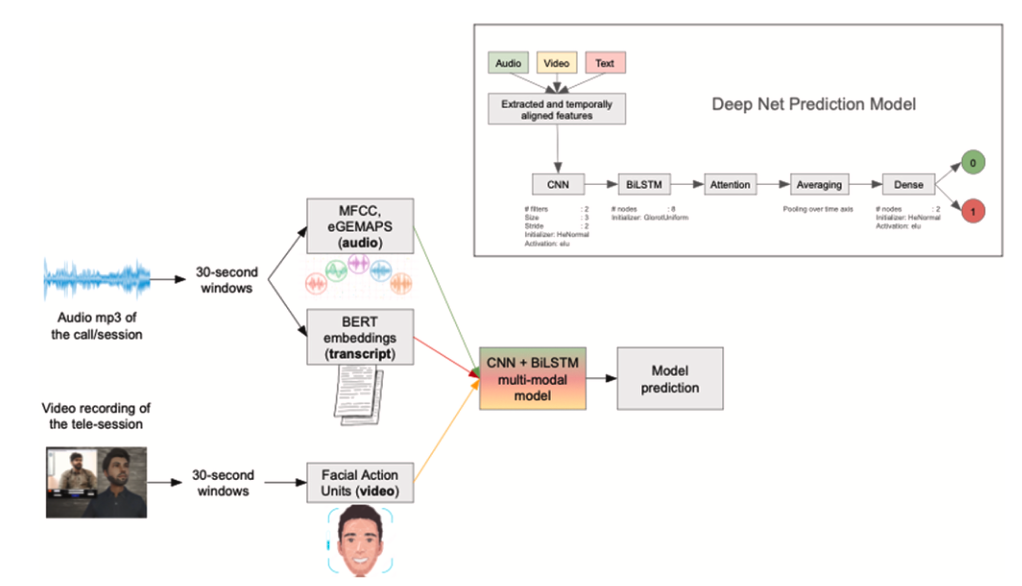 Audio
Video
Text
Extracted and temporally
aligned features
Deep Net Prediction Model
CNN
BiLSTM
Attention
Averaging
Dense
0
1
# filters : 2
Size : 3
Stride : 2
Initializer: HeNormal
Activation: elu
# nodes : 8
Initializer: GlorotUniform
Pooling over time axis
# nodes : 2
Initializer: HeNormal
Activation: elu
Audio mp3 of
the call/session
30-second
windows
MFCC,
eGEMAPS
(audio)
BERT
embeddings
(transcript)
Video recording of
the tele-session
30-second
windows
Facial Action
Units (video)
CNN + BiLSTM
multi-modal
model
Model
prediction